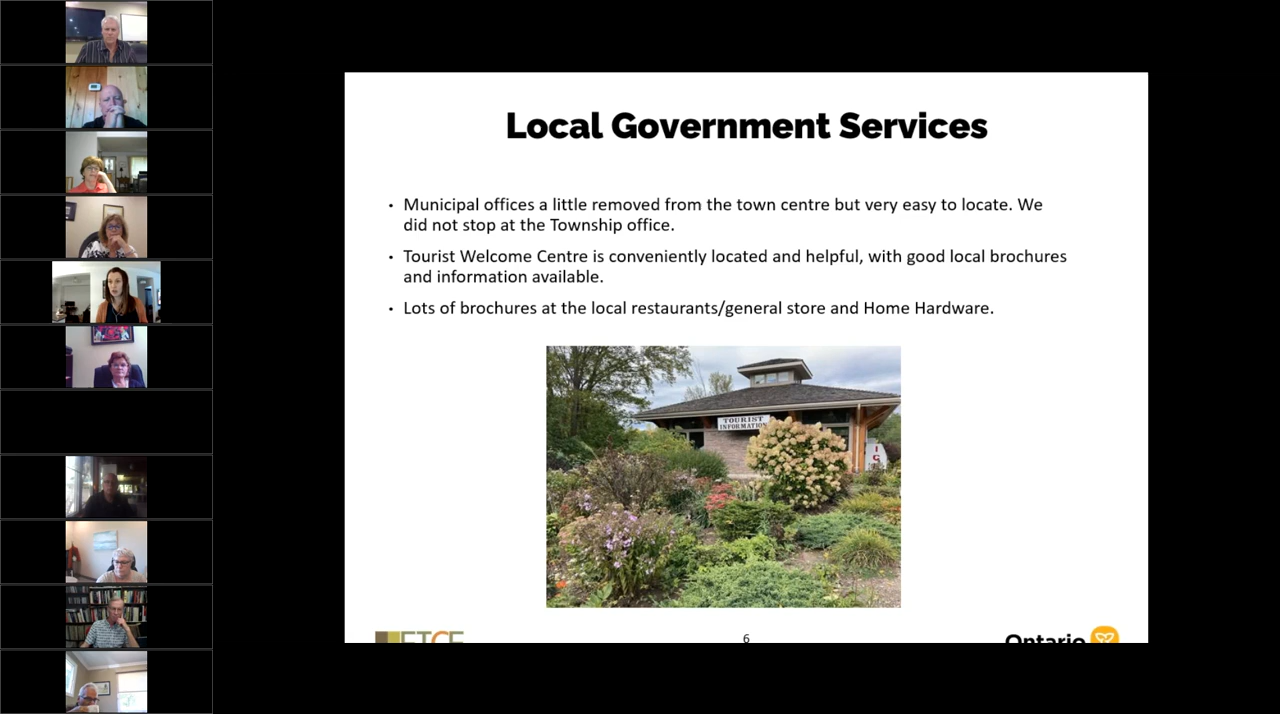 Local Government Services
• Municipal offices a little removed from the town centre but very easy to locate. We
did not stop at the Township office.
• Tourist Welcome Centre is conveniently located and helpful, with good local brochures
and information available.
• Lots of brochures at the local restaurants/general store and Home Hardware.
TOURIST
INFORMATION
6
Ontario